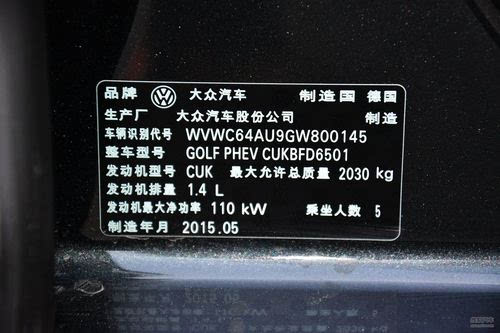 品牌 大众汽车 制造国 德国
生产厂 大众汽车股份公司 制造
车辆识别代号 WVWC64AU9GW800145
整车型号 GOLF PHEV CUKBFD6501
发动机型号 CUK 最大允许总质量 2030 kg
发动机排量 1.4 L
发动机最大净功率 110 kW 乘坐人数 5
制造年月 2015.05